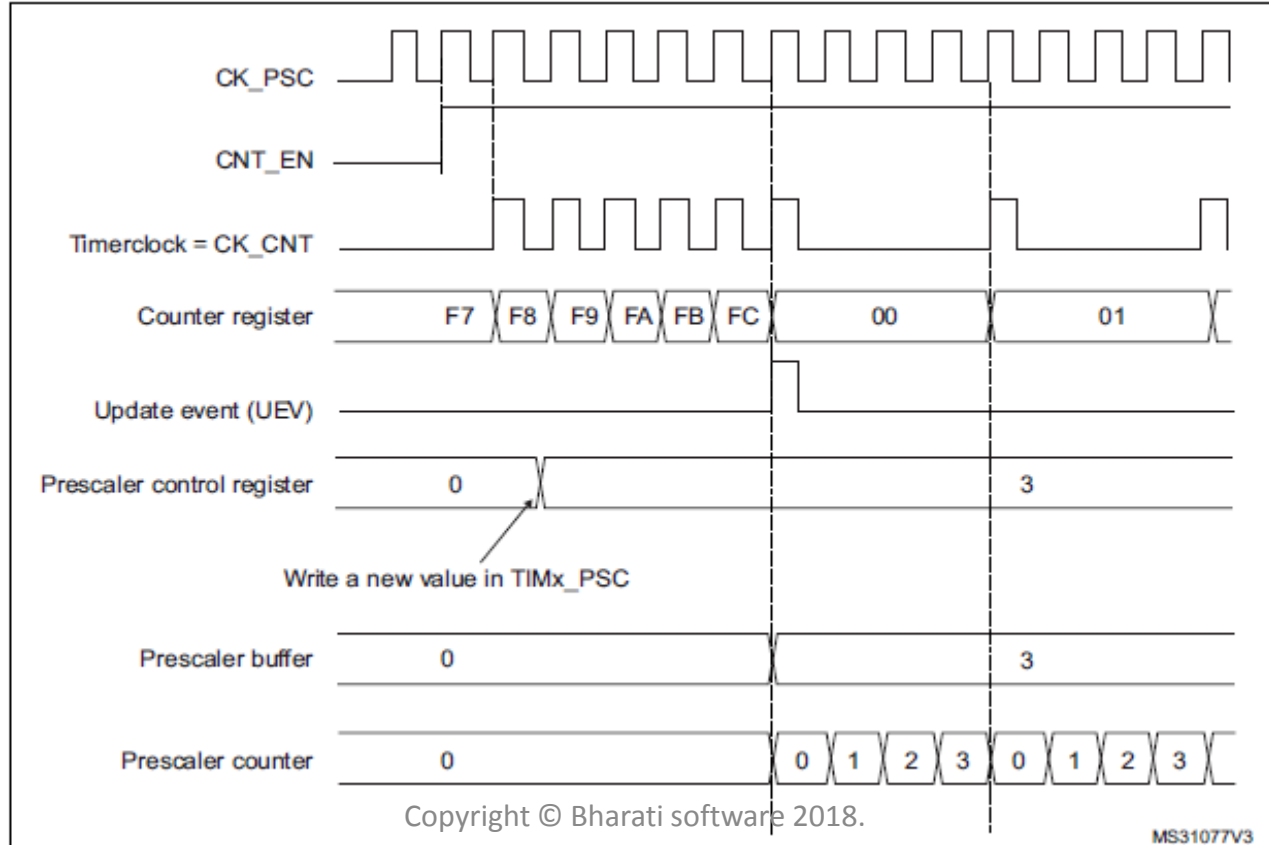 CK_PSC
CNT_EN
Timerclock = CK_CNT
Counter register F7 F8 F9 FA FB FC 00 01
Update event (UEV)
Prescaler control register 0 3
Write a new value in TIMx_PSC
Prescaler buffer 0 3
Prescaler counter 0 0 1 2 3 0 1 2 3
Copyright © Bharati software 2018.
MS31077V3